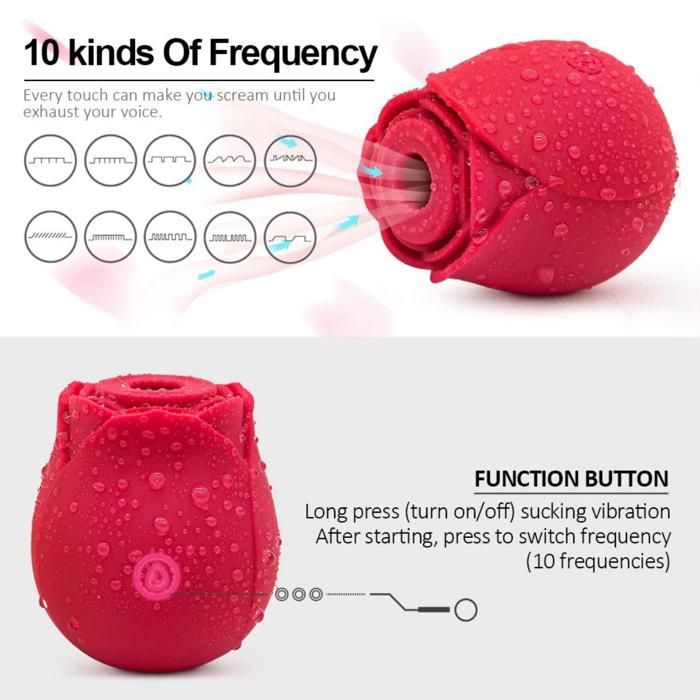 10 kinds Of Frequency
Every touch can make you scream until you
exhaust your voice.
FUNCTION BUTTON
Long press (turn on/off) sucking vibration
After starting, press to switch frequency
(10 frequencies)